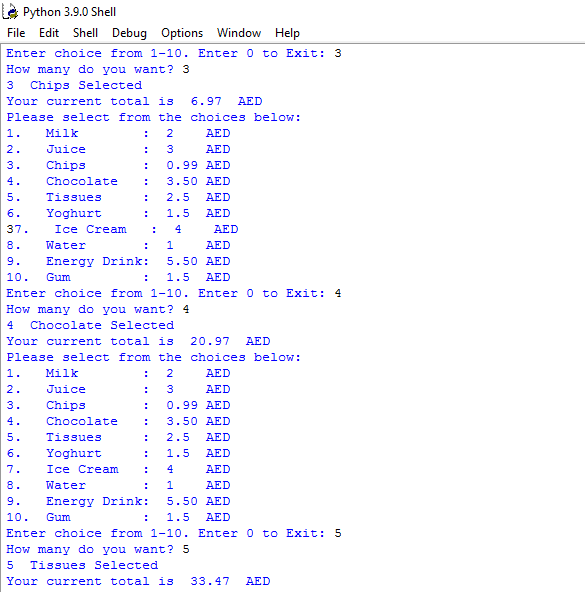 Python 3.9.0 Shell
File Edit Shell Debug Options Window Help
Enter choice from 1-10. Enter 0 to Exit: 3
How many do you want? 3
3  Chips Selected
Your current total is  6.97  AED
Please select from the choices below:
1.   Milk        :  2    AED
2.   Juice       :  3    AED
3.   Chips       :  0.99 AED
4.   Chocolate   :  3.50 AED
5.   Tissues     :  2.5  AED
6.   Yoghurt     :  1.5  AED
37.   Ice Cream   :  4    AED
8.   Water       :  1    AED
9.   Energy Drink:  5.50 AED
10.  Gum         :  1.5  AED
Enter choice from 1-10. Enter 0 to Exit: 4
How many do you want? 4
4  Chocolate Selected
Your current total is  20.97  AED
Please select from the choices below:
1.   Milk        :  2    AED
2.   Juice       :  3    AED
3.   Chips       :  0.99 AED
4.   Chocolate   :  3.50 AED
5.   Tissues     :  2.5  AED
6.   Yoghurt     :  1.5  AED
7.   Ice Cream   :  4    AED
8.   Water       :  1    AED
9.   Energy Drink:  5.50 AED
10.  Gum         :  1.5  AED
Enter choice from 1-10. Enter 0 to Exit: 5
How many do you want? 5
5  Tissues Selected
Your current total is  33.47  AED